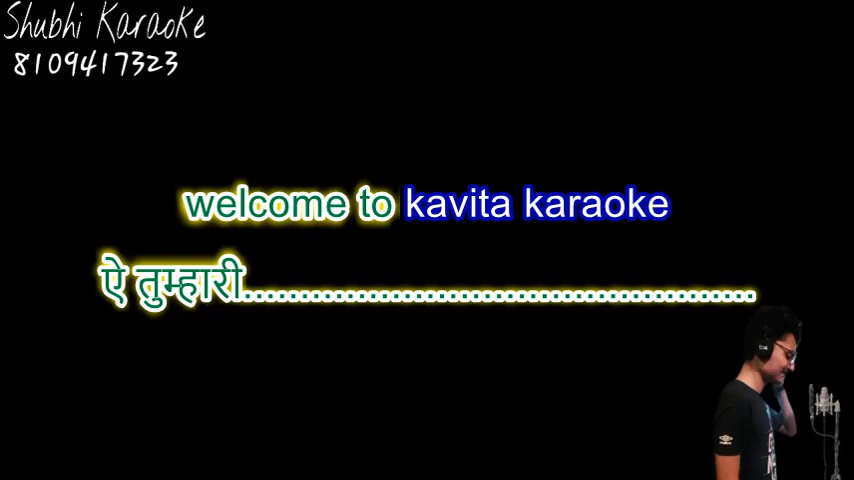 Shubhi Karaoke
8109417323
welcome to kavita karaoke
ऐ तुम्हारी..............................................